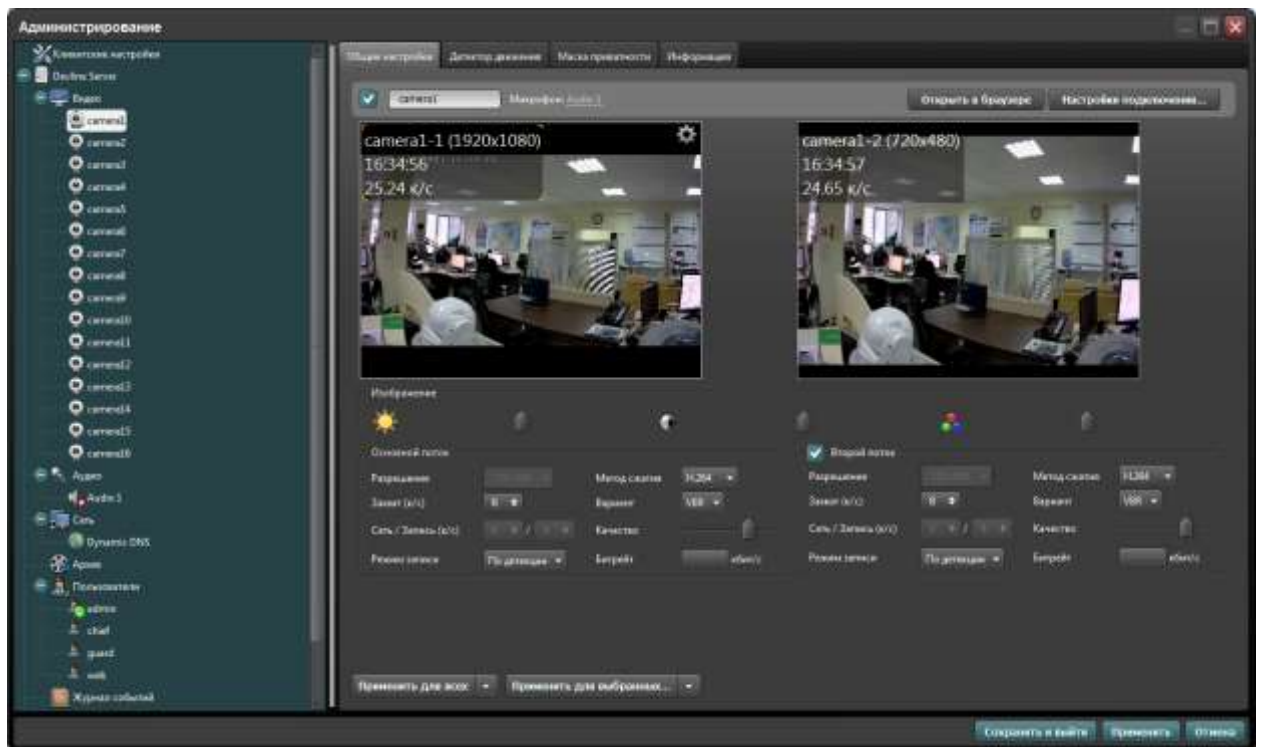 Администрирование
Клиентские настройки
Devline Server
Видео
camera1
camera2
camera3
camera4
camera5
camera6
camera7
camera8
camera9
camera10
camera11
camera12
camera13
camera14
camera15
camera16
Аудио
Audio 1
Сеть
Dynamic DNS
Архив
Пользователи
admin
chief
guard
web
Журнал событий
Общие настройки Детектор движения Маска приватности Информация
camera1 Микрофон: Audio 1 Открыть в браузере Настройки подключения...
camera1-1 (1920x1080)
16:34:56
25.24 к/с
camera1-2 (720x480)
16:34:57
24.65 к/с
Изображение
Основной поток
Разрешение Метод сжатия H.264
Захват (к/с) Вариант VBR
Сеть / Запись (к/с) Качество
Режим записи По детекции Битрейт кбит/с
Второй поток
Разрешение Метод сжатия H.264
Захват (к/с) Вариант VBR
Сеть / Запись (к/с) Качество
Режим записи По детекции Битрейт кбит/с
Применить для всех Применить для выбранных...
Сохранить и выйти Применить Отмена